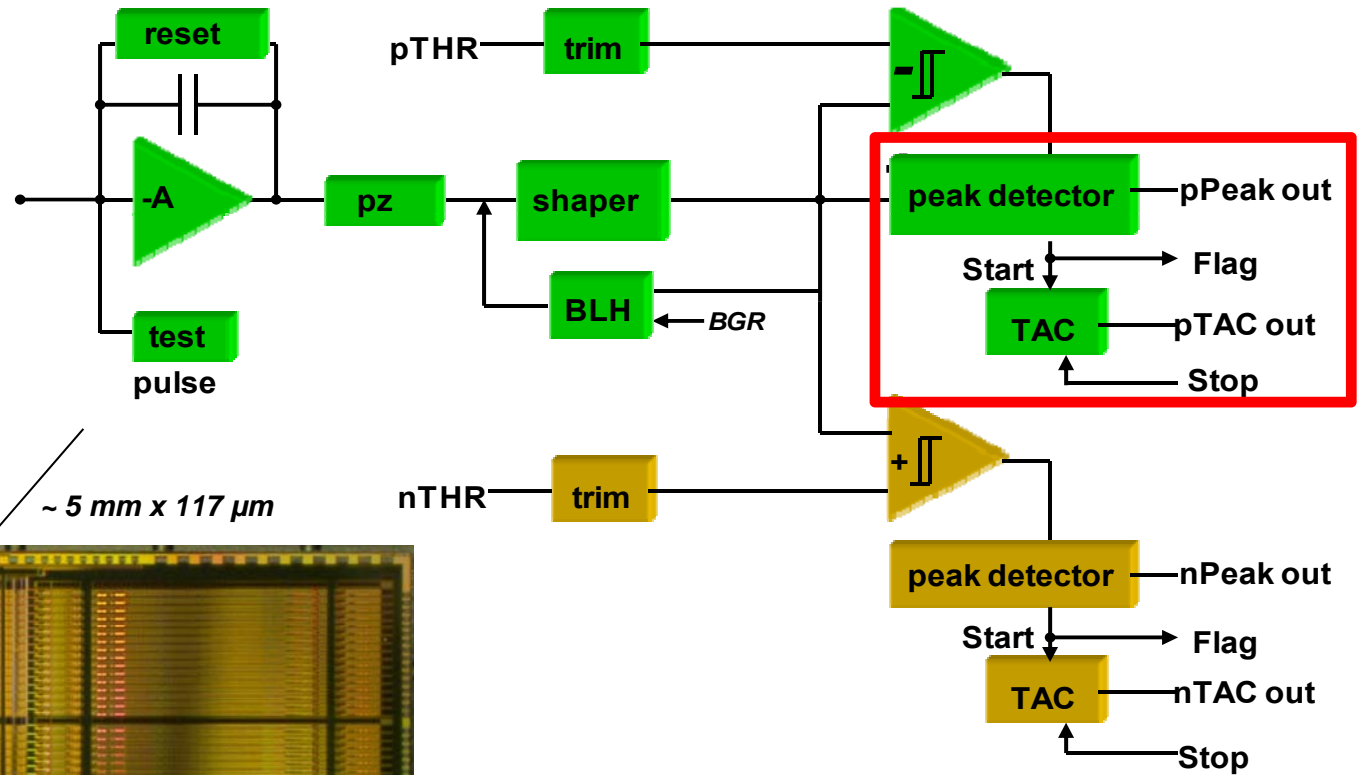 reset
pTHR
trim
-
-A
pz
shaper
peak detector
pPeak out
Start
Flag
BLH
BGR
TAC
pTAC out
test
pulse
Stop
~ 5 mm x 117 µm
nTHR
trim
+
peak detector
nPeak out
Start
Flag
TAC
nTAC out
Stop